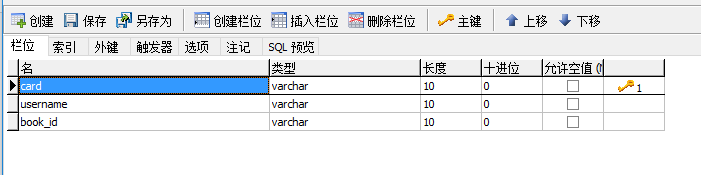 创建 保存 另存为 创建栏位 插入栏位 删除栏位 主键 上移 下移
栏位 索引 外键 触发器 选项 注记 SQL 预览
名 类型 长度 十进位 允许空值 (
card varchar 10 0 1
username varchar 10 0
book_id varchar 10 0